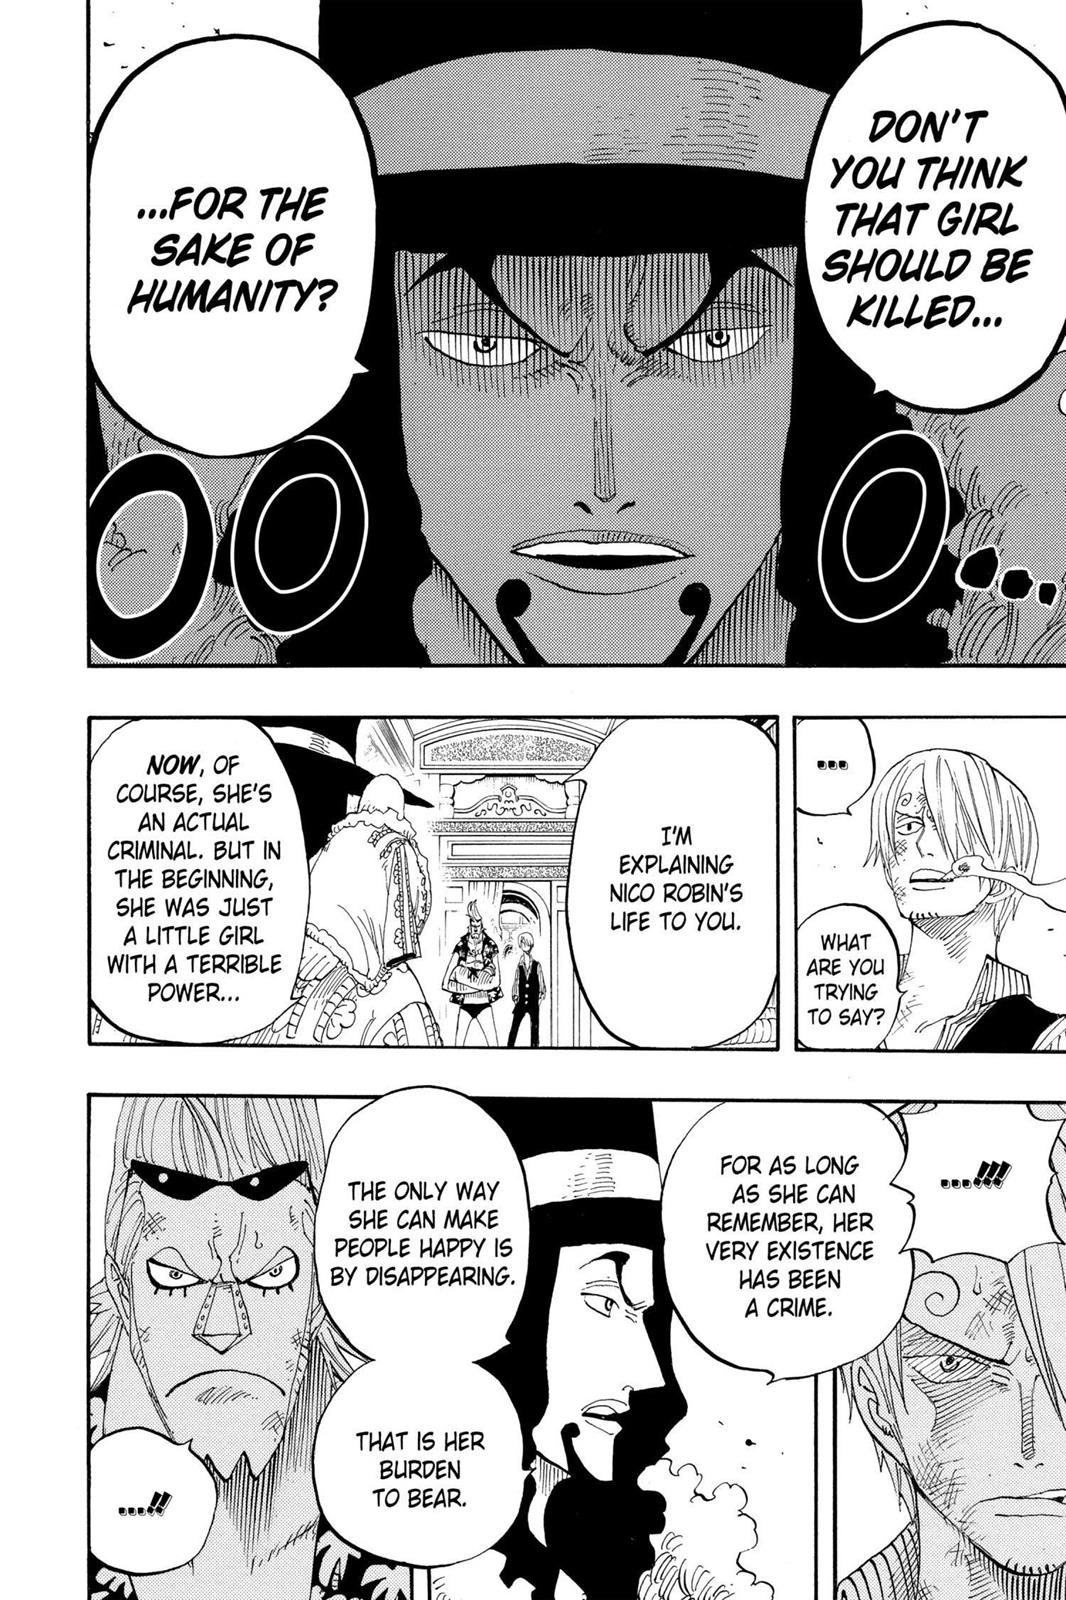 DON'T
YOU THINK
THAT GIRL
SHOULD BE
KILLED...
...FOR THE
SAKE OF
HUMANITY?
...
WHAT
ARE YOU
TRYING
TO SAY?
I'M
EXPLAINING
NICO ROBIN'S
LIFE TO YOU.
NOW, OF
COURSE, SHE'S
AN ACTUAL
CRIMINAL. BUT IN
THE BEGINNING,
SHE WAS JUST
A LITTLE GIRL
WITH A TERRIBLE
POWER...
...!!!
FOR AS LONG
AS SHE CAN
REMEMBER, HER
VERY EXISTENCE
HAS BEEN
A CRIME.
THE ONLY WAY
SHE CAN MAKE
PEOPLE HAPPY IS
BY DISAPPEARING.
THAT IS HER
BURDEN
TO BEAR.
...!!